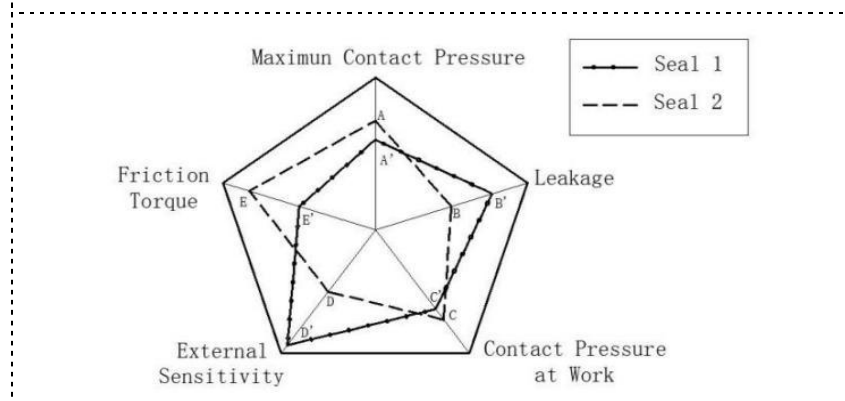 Maximun Contact Pressure
Seal 1
Seal 2
A
A'
Friction
Torque
E
E'
B
B'
Leakage
C'
C
D
D'
External
Sensitivity
Contact Pressure
at Work